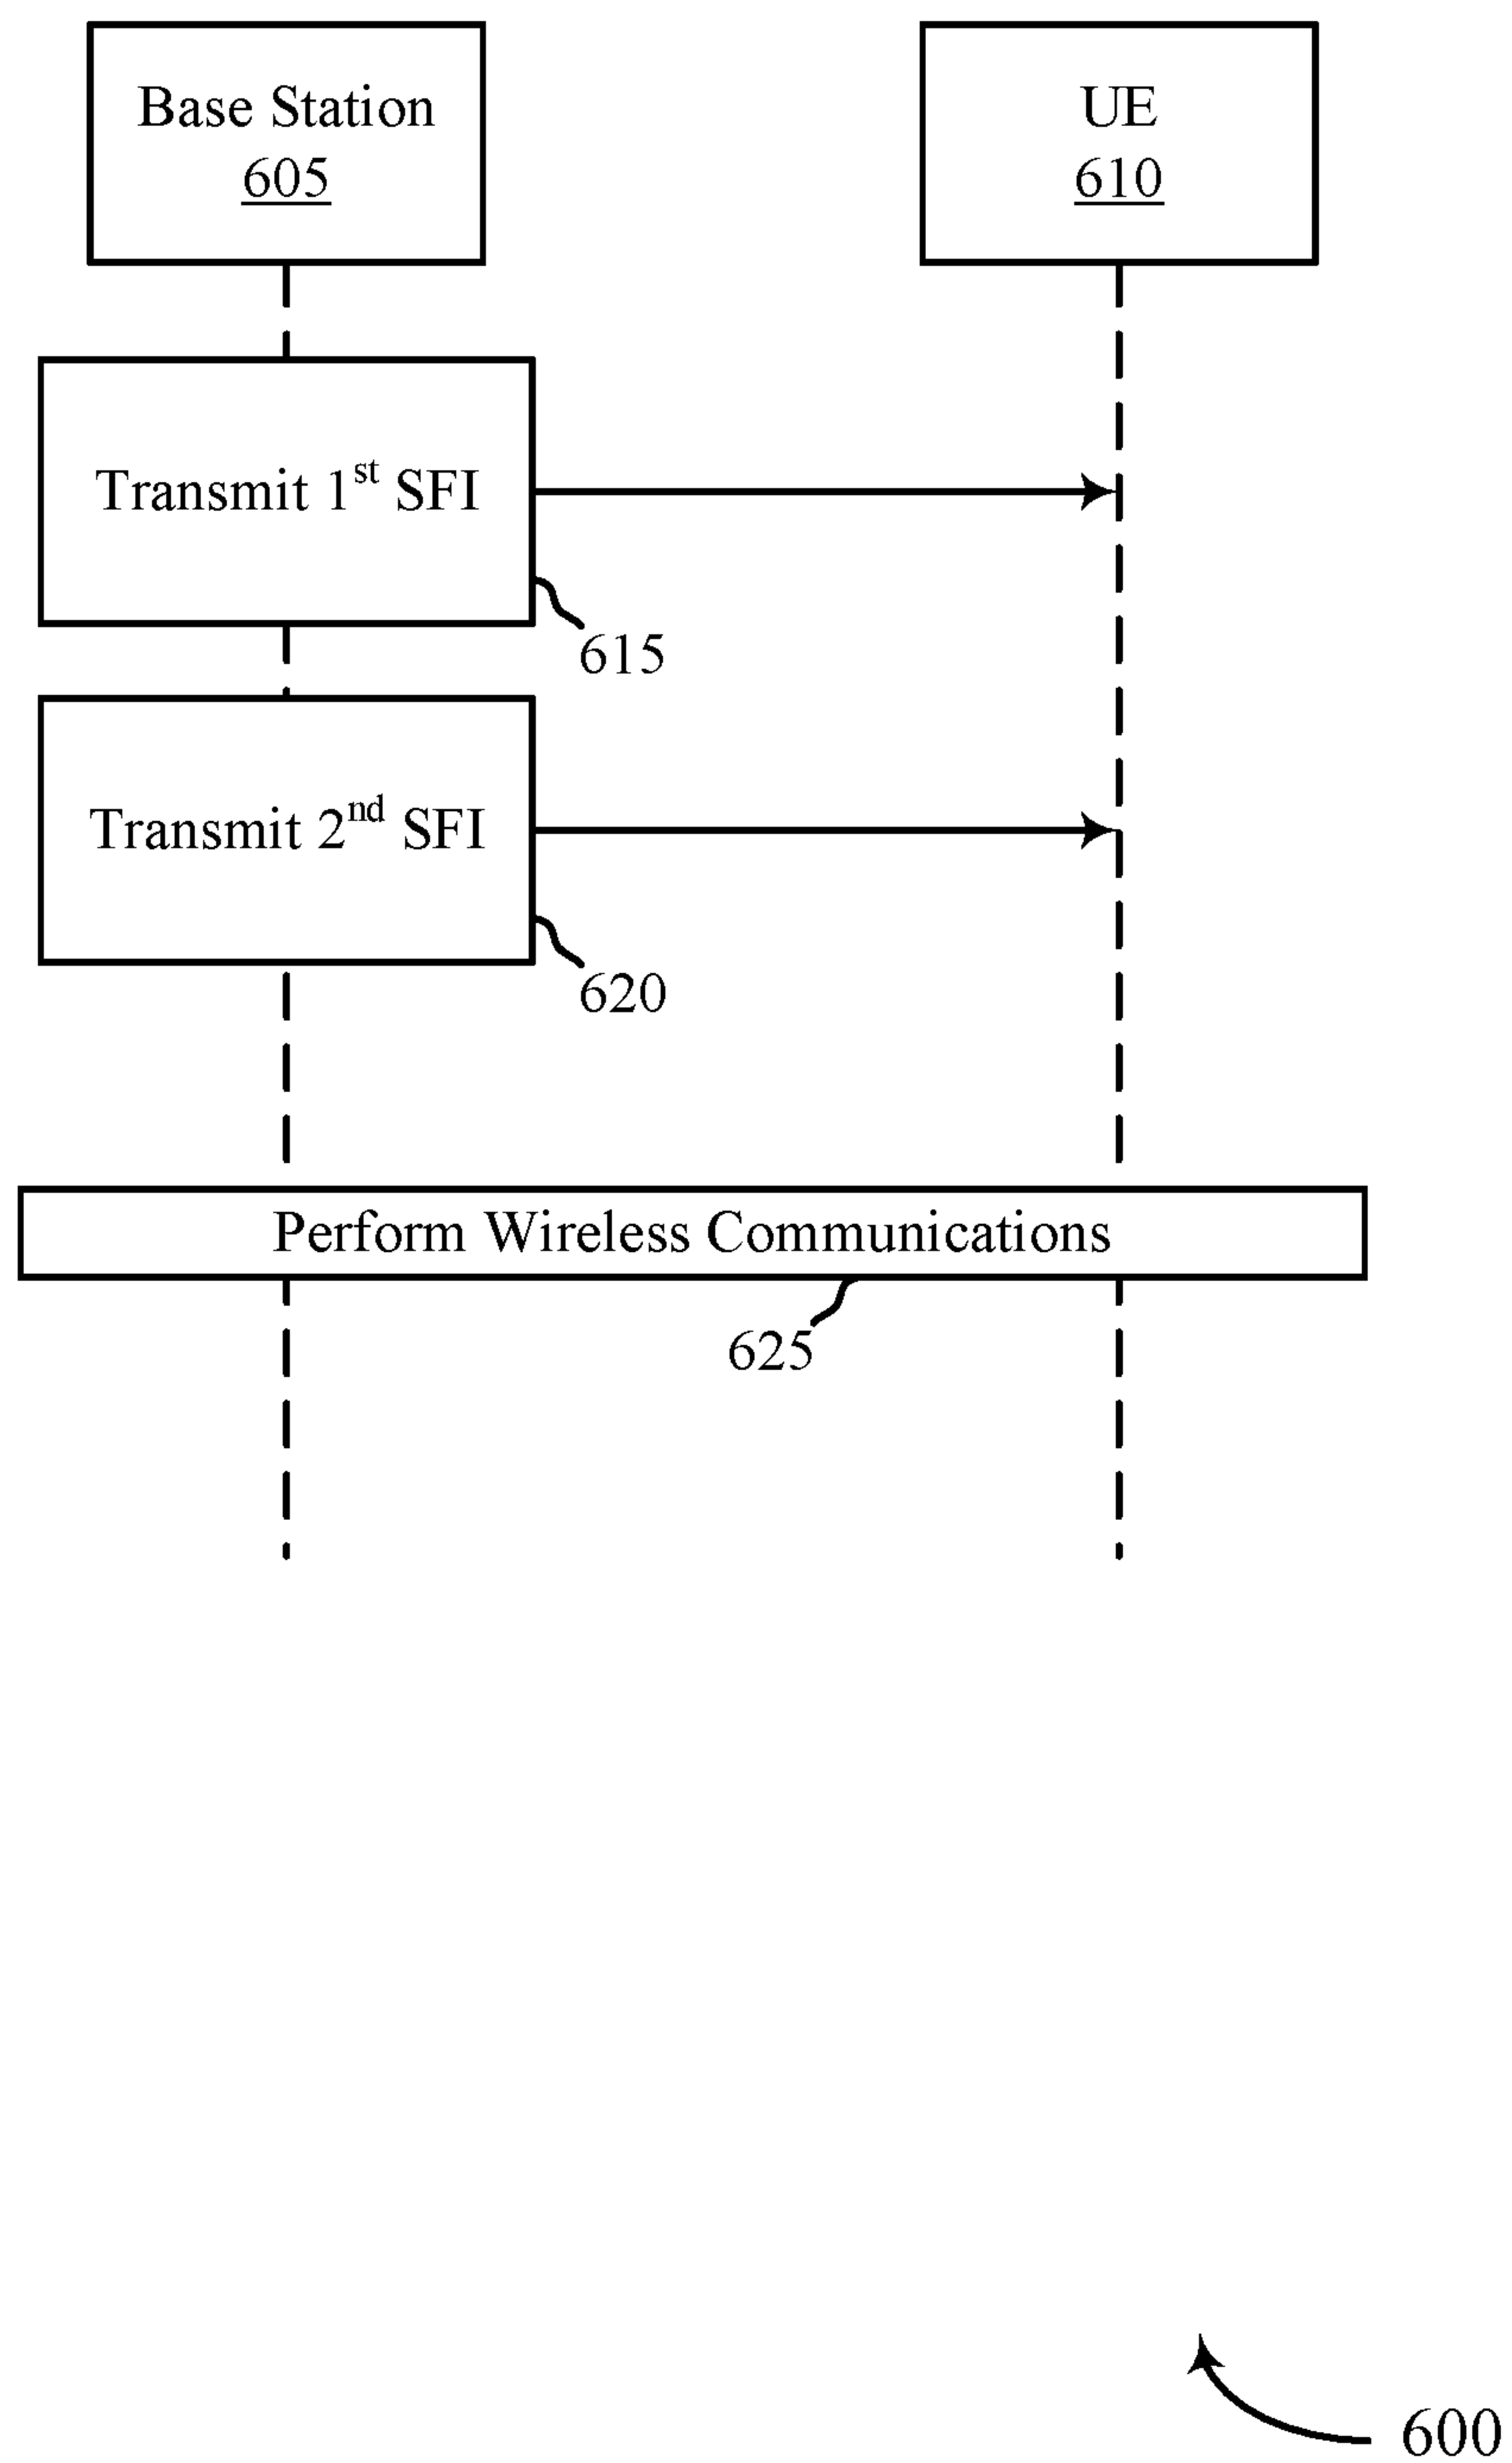 Base Station
605
UE
610
Transmit 1st SFI
615
Transmit 2nd SFI
620
Perform Wireless Communications
625
600